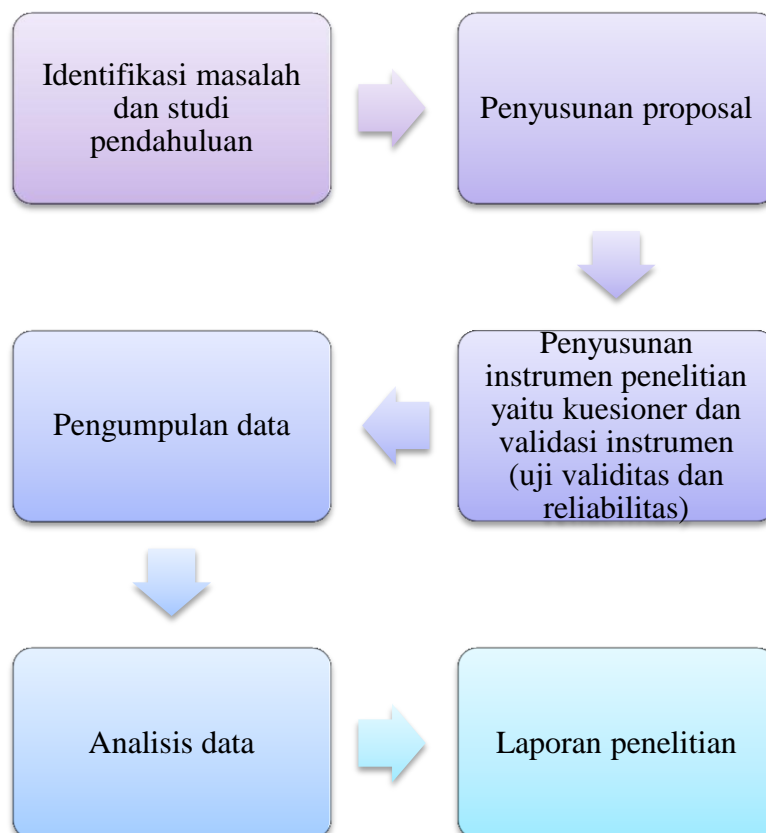 Identifikasi masalah
dan studi
pendahuluan
Penyusunan proposal
Penyusunan
instrumen penelitian
yaitu kuesioner dan
validasi instrumen
(uji validitas dan
reliabilitas)
Pengumpulan data
Analisis data
Laporan penelitian